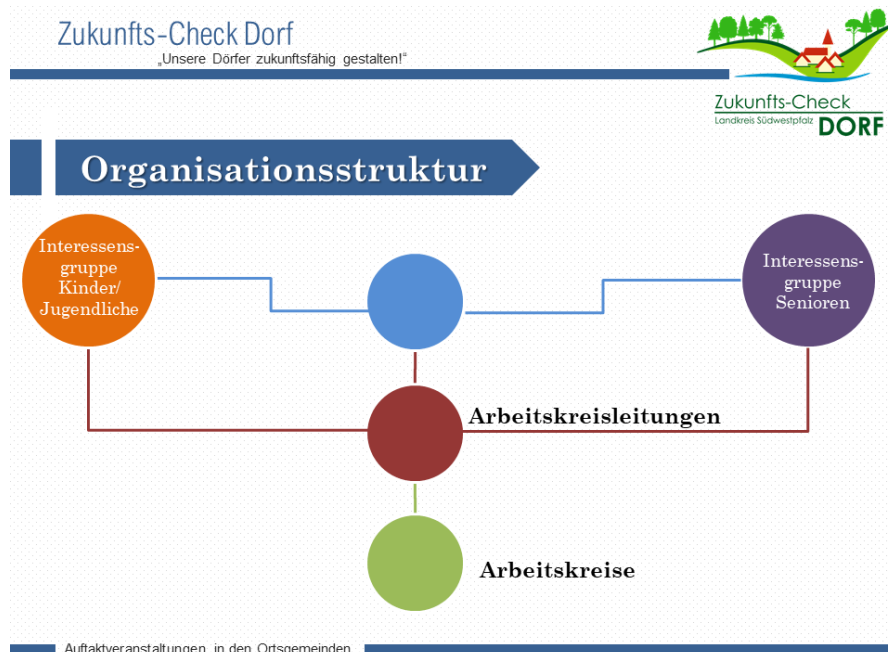 Zukunfts-Check Dorf
„Unsere Dörfer zukunftsfähig gestalten!“
Zukunfts-Check
Landkreis Südwestpfalz DORF
Organisationsstruktur
Interessens-
gruppe
Kinder/
Jugendliche
Interessens-
gruppe
Senioren
Arbeitskreisleitungen
Arbeitskreise
Auftaktveranstaltungen in den Ortsgemeinden